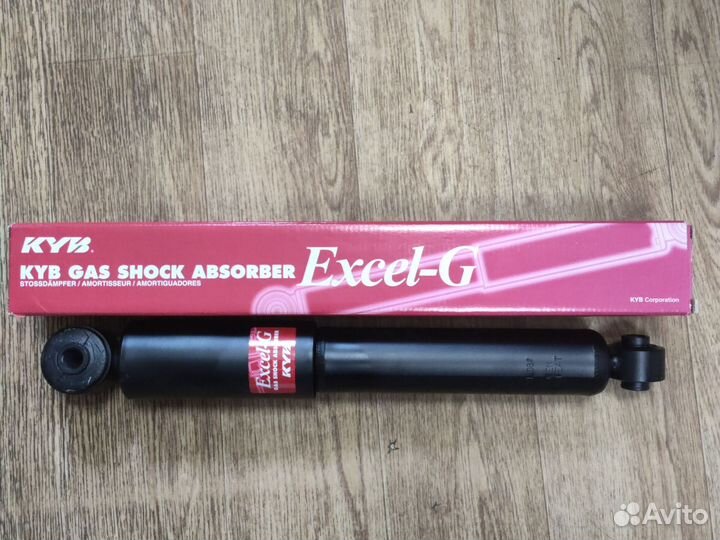 KYB
KYB GAS SHOCK ABSORBER
STOSSDÄMPFER / AMORTISSEUR / AMORTIGUADORES
Excel-G
KYB Corporation
Excel-G
GAS SHOCK ABSORBER
KYB
Avito